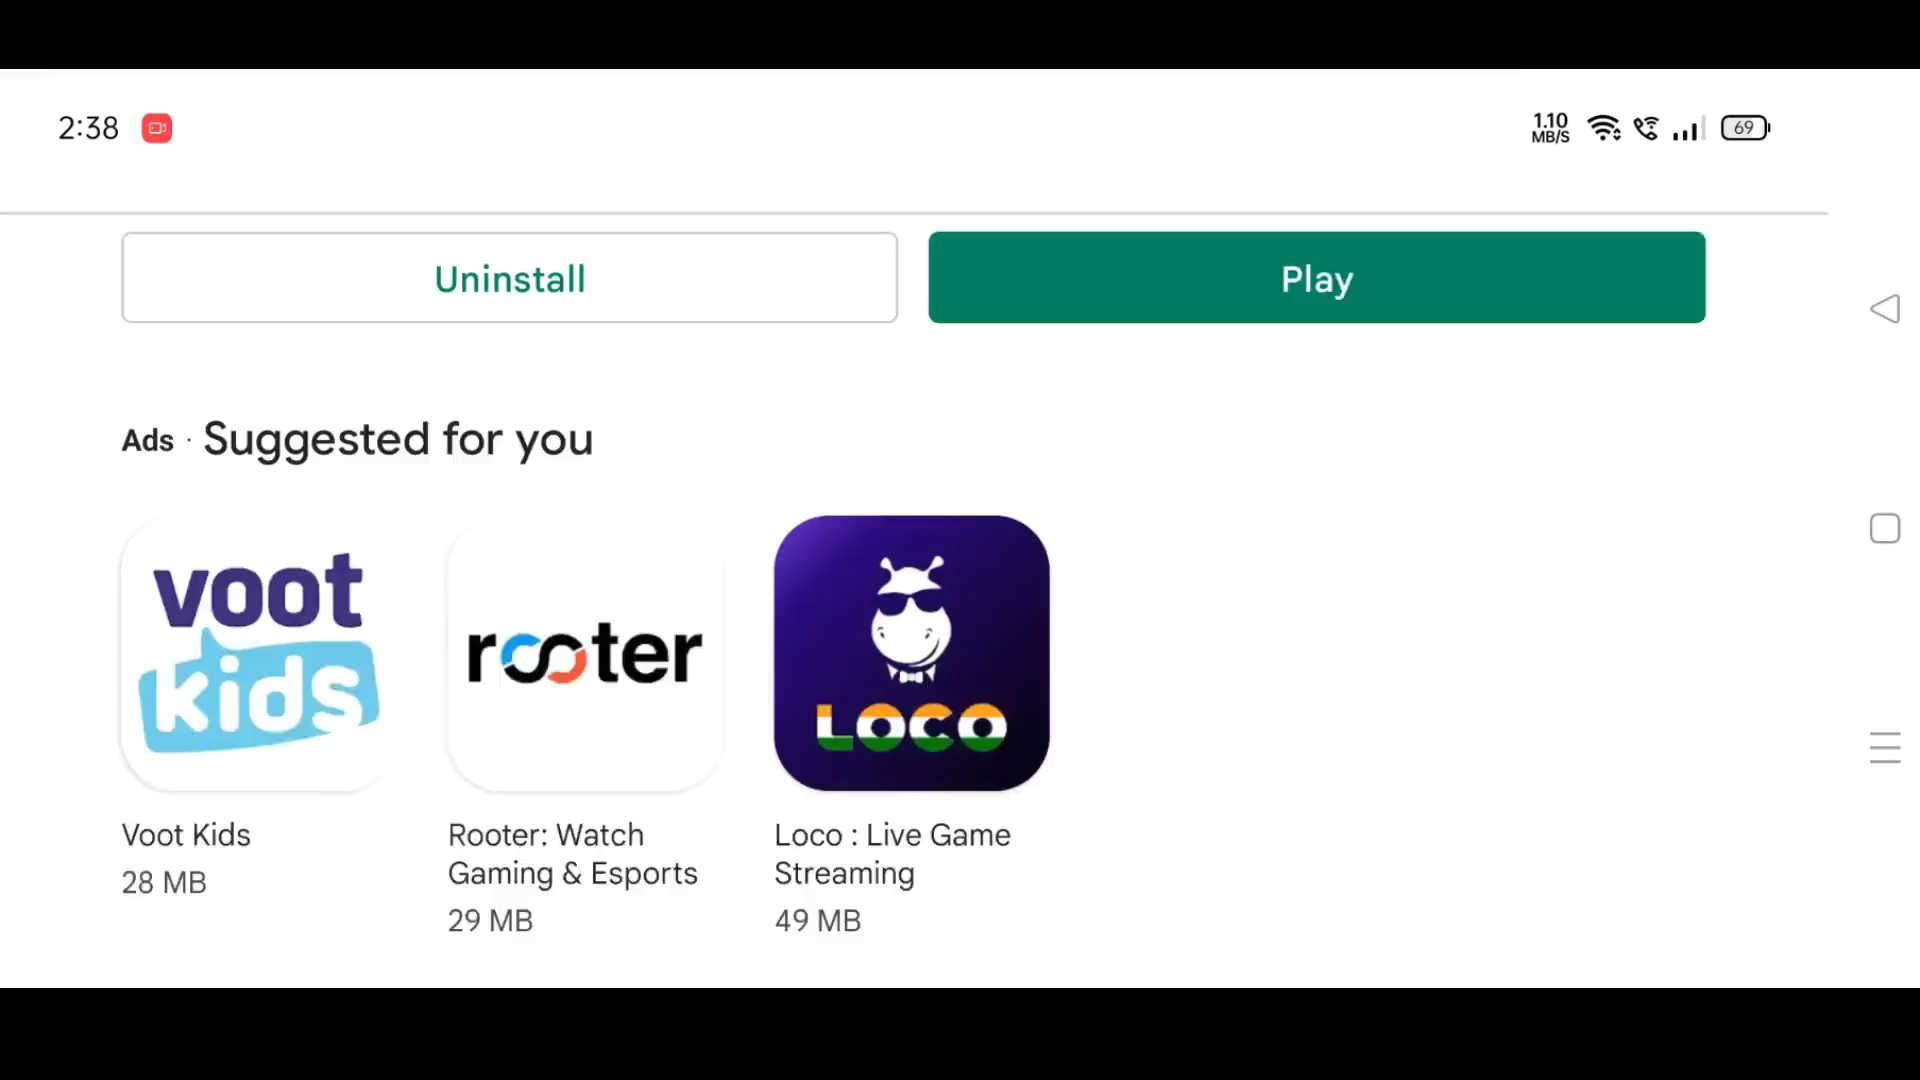 2:38
1.10
MB/S
69
Uninstall
Play
Ads · Suggested for you
voot
kids
rooter
LOCO
Voot Kids
28 MB
Rooter: Watch
Gaming & Esports
29 MB
Loco : Live Game
Streaming
49 MB